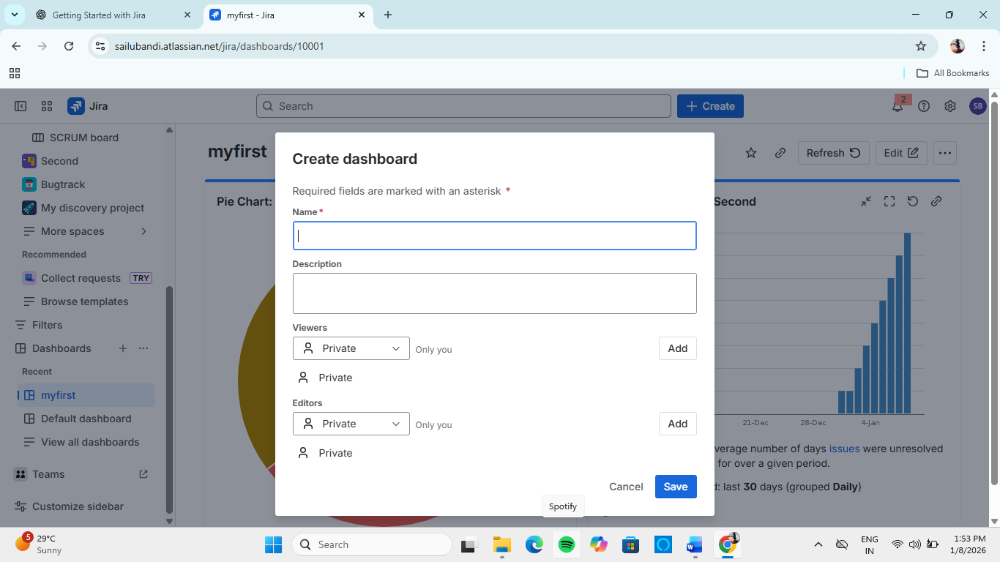 Getting Started with Jira
myfirst - Jira
sailubandi.atlassian.net/jira/dashboards/10001
All Bookmarks
Jira
Search
Create
2
SB
SCRUM board
Second
Bugtrack
My discovery project
More spaces
Recommended
Collect requests TRY
Browse templates
Filters
Dashboards
Recent
myfirst
Default dashboard
View all dashboards
Teams
Customize sidebar
myfirst
Refresh
Edit
Pie Chart:
Second
21-Dec 28-Dec 4-Jan
average number of days issues were unresolved
for over a given period.
d: last 30 days (grouped Daily)
Create dashboard
Required fields are marked with an asterisk *
Name *
Description
Viewers
Private Only you Add
Private
Editors
Private Only you Add
Private
Cancel Save
Spotify
5
29°C
Sunny
Search
ENG
IN
1:53 PM
1/8/2026